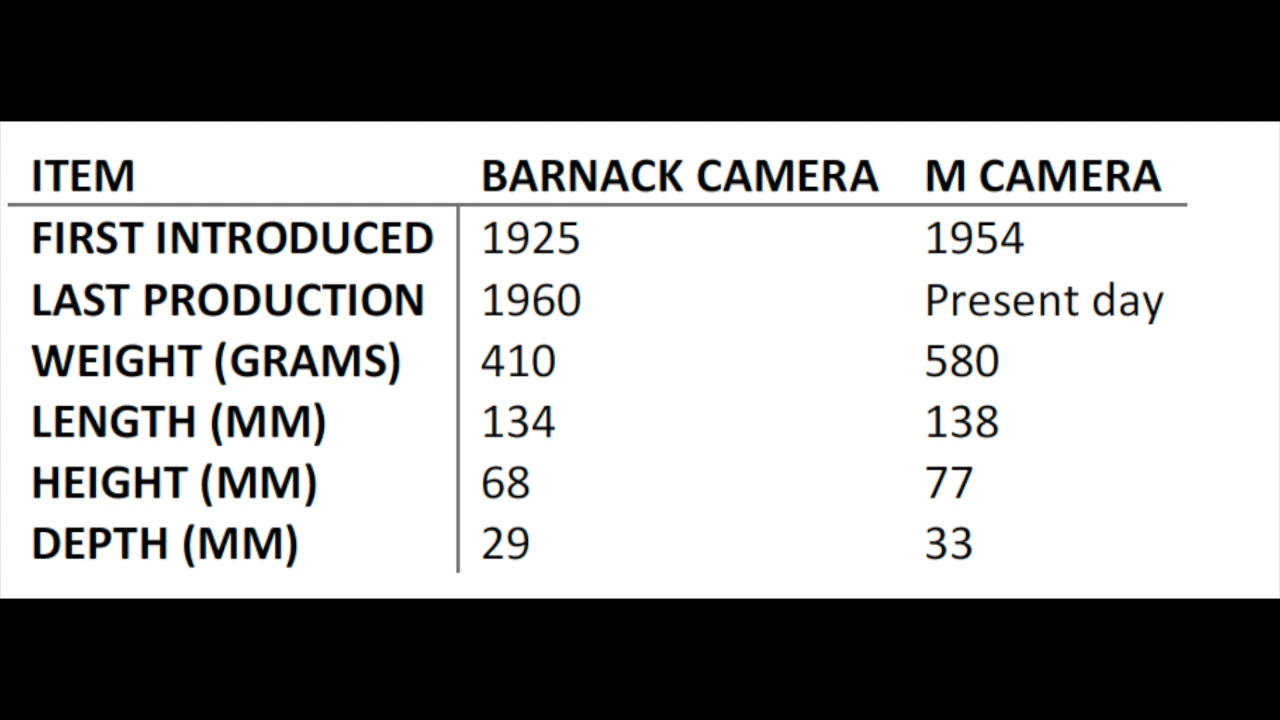 ITEM BARNACK CAMERA M CAMERA
FIRST INTRODUCED 1925 1954
LAST PRODUCTION 1960 Present day
WEIGHT (GRAMS) 410 580
LENGTH (MM) 134 138
HEIGHT (MM) 68 77
DEPTH (MM) 29 33